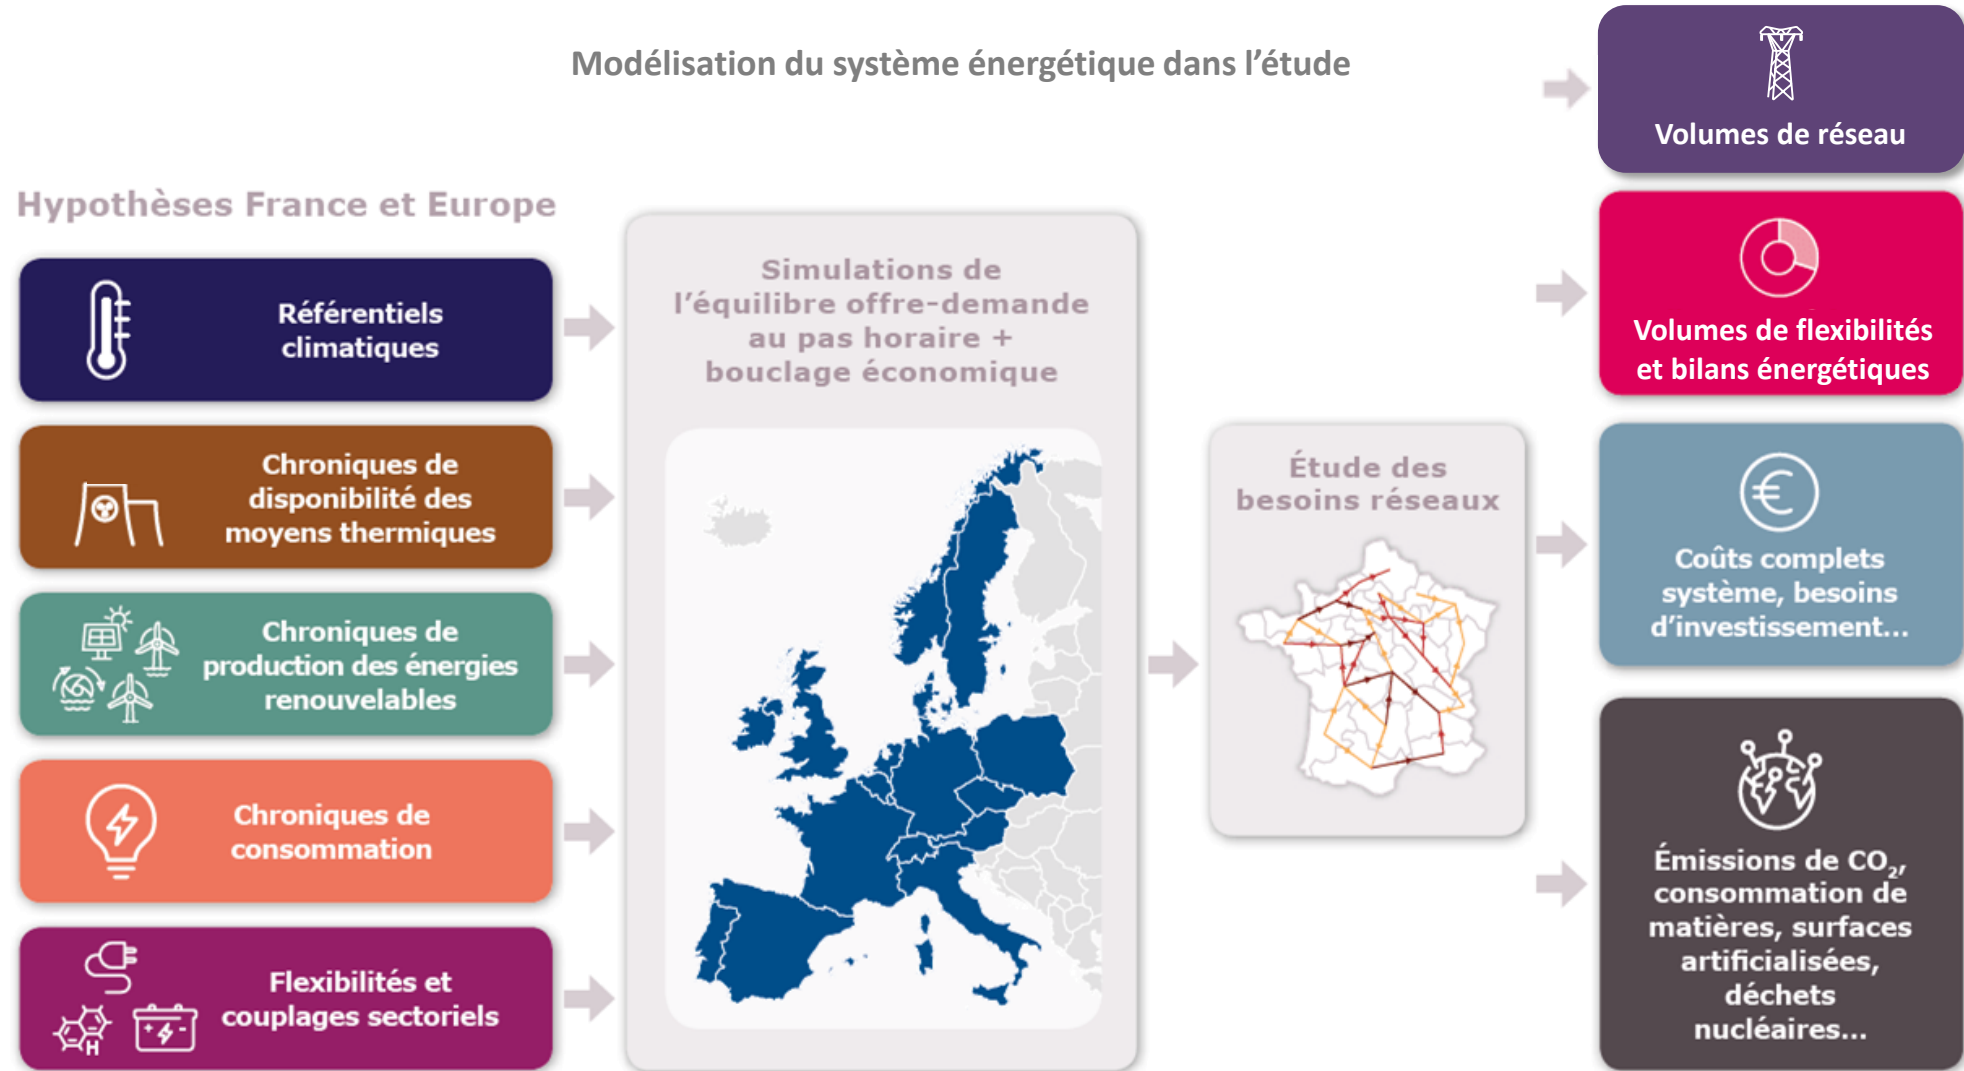 Modélisation du système énergétique dans l’étude
Hypothèses France et Europe
Référentiels
climatiques
Chroniques de
disponibilité des
moyens thermiques
Chroniques de
production des énergies
renouvelables
Chroniques de
consommation
H
+ -
Flexibilités et
couplages sectoriels
Simulations de
l’équilibre offre-demande
au pas horaire +
bouclage économique
Étude des
besoins réseaux
Volumes de réseau
Volumes de flexibilités
et bilans énergétiques
€
Coûts complets
système, besoins
d’investissement...
Émissions de CO₂,
consommation de
matières, surfaces
artificialisées,
déchets
nucléaires...